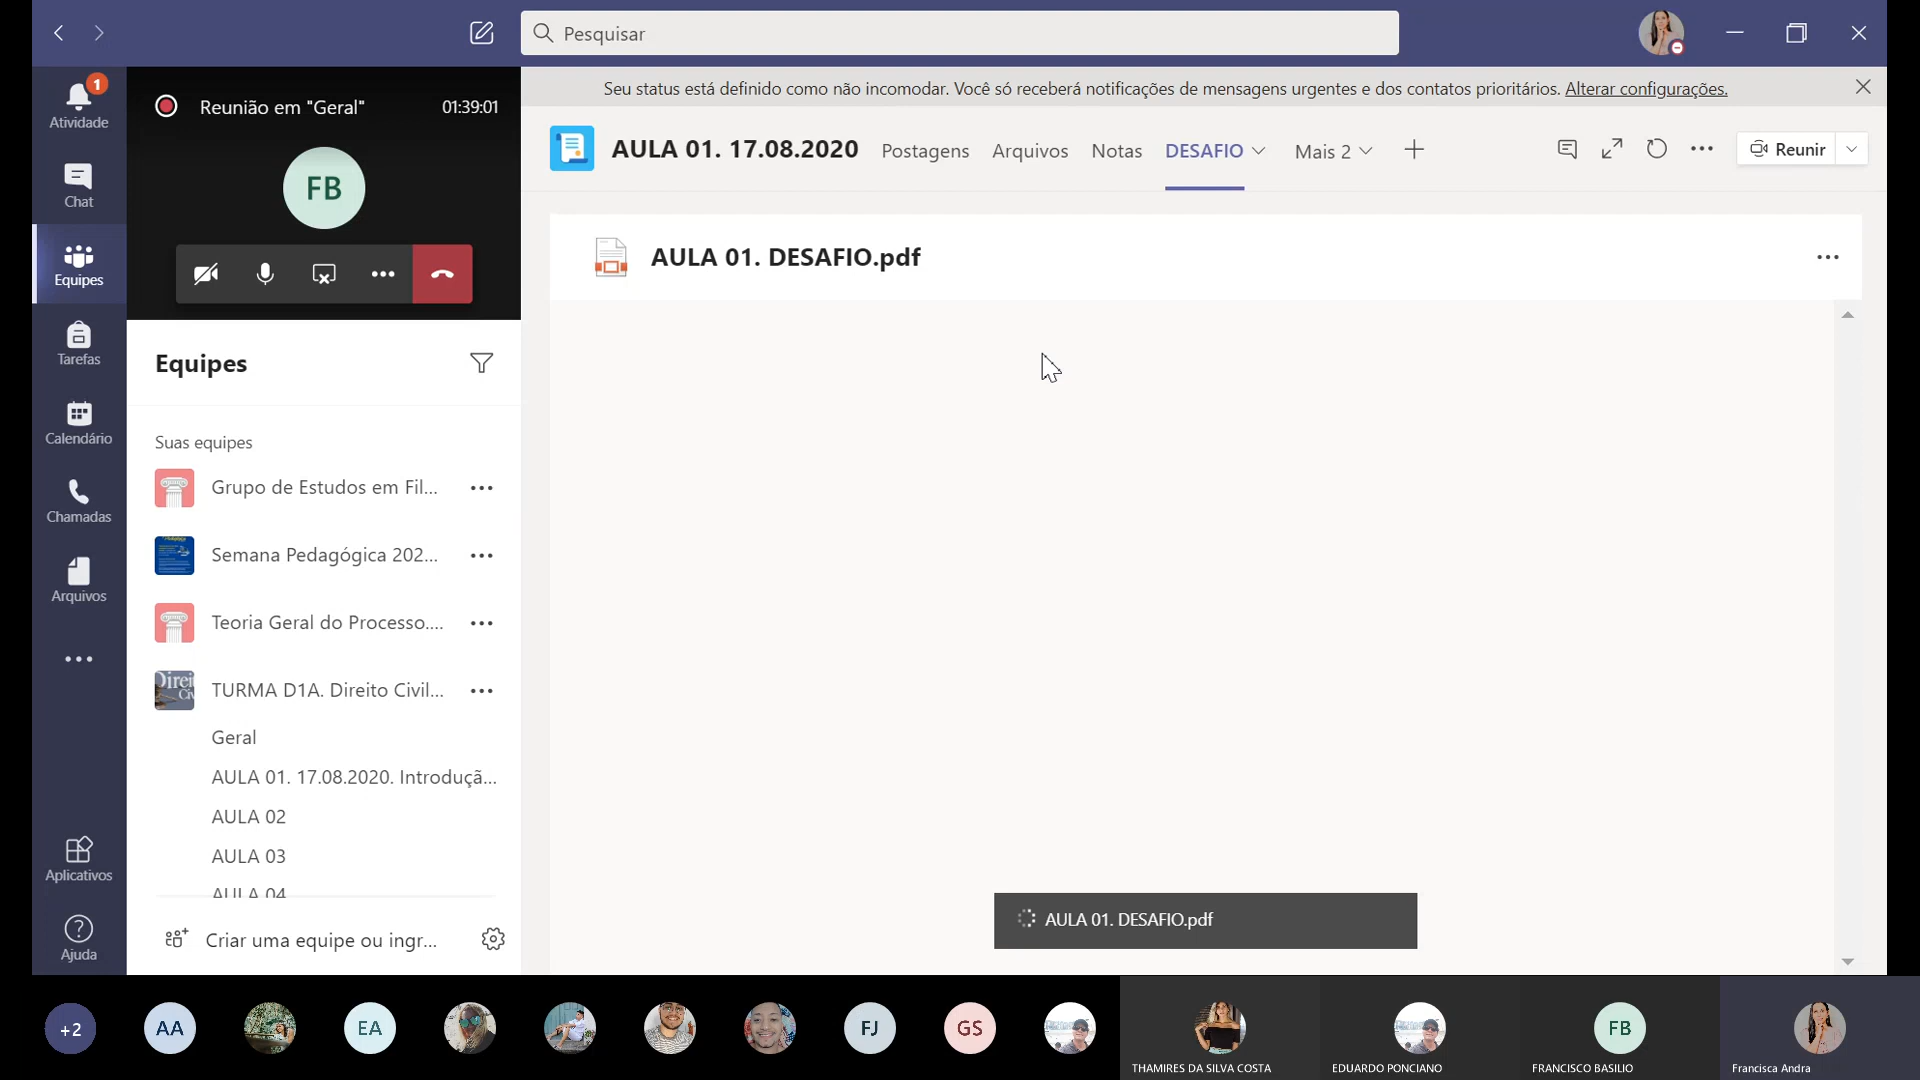 Pesquisar
Seu status está definido como não incomodar. Você só receberá notificações de mensagens urgentes e dos contatos prioritários. Alterar configurações.
1
Atividade
Chat
Equipes
Tarefas
Calendário
Chamadas
Arquivos
Aplicativos
Ajuda
Reunião em "Geral"
01:39:01
FB
Equipes
Suas equipes
Grupo de Estudos em Fil...
Semana Pedagógica 202...
Teoria Geral do Processo....
TURMA D1A. Direito Civil...
Geral
AULA 01. 17.08.2020. Introduçã...
AULA 02
AULA 03
AULA 04
Criar uma equipe ou ingr...
AULA 01. 17.08.2020
Postagens
Arquivos
Notas
DESAFIO
Mais 2
Reunir
AULA 01. DESAFIO.pdf
AULA 01. DESAFIO.pdf
+2
AA
EA
FJ
GS
THAMIRES DA SILVA COSTA
EDUARDO PONCIANO
FB
FRANCISCO BASILIO
Francisca Andra